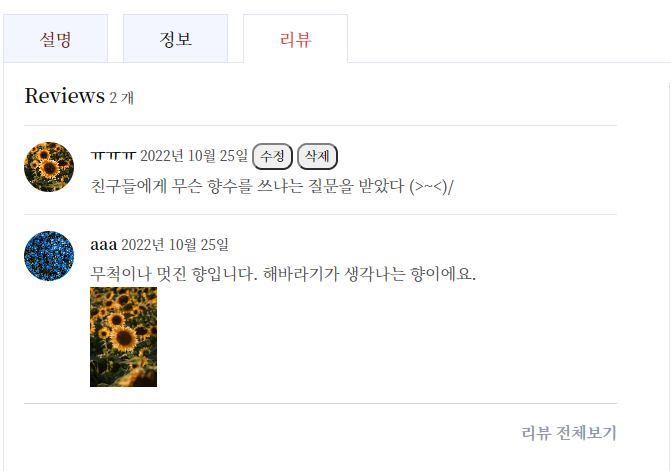 설명 정보 리뷰
Reviews 2 개
ㅠㅠㅠ 2022년 10월 25일 수정 삭제
친구들에게 무슨 향수를 쓰냐는 질문을 받았다 (>~<)/
aaa 2022년 10월 25일
무척이나 멋진 향입니다. 해바라기가 생각나는 향이에요.
리뷰 전체보기